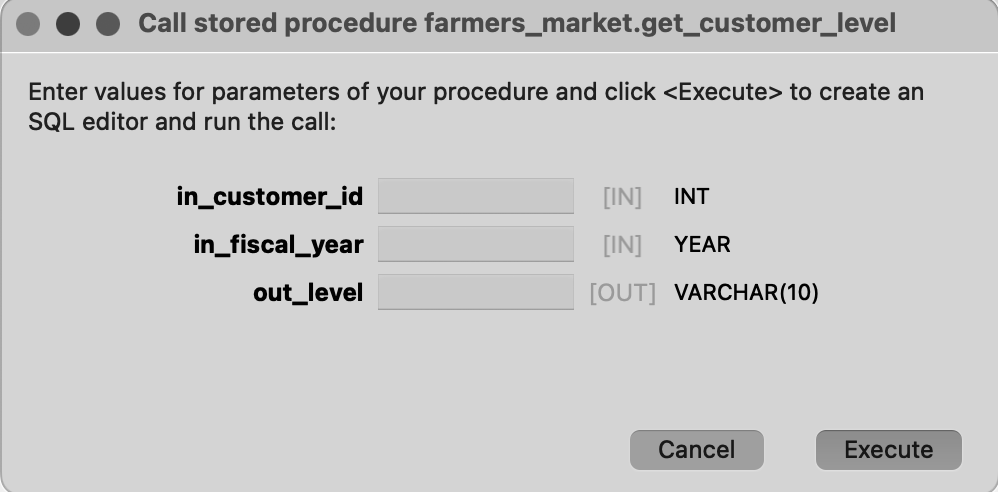 Call stored procedure farmers_market.get_customer_level
Enter values for parameters of your procedure and click <Execute> to create an
SQL editor and run the call:
in_customer_id [IN] INT
in_fiscal_year [IN] YEAR
out_level [OUT] VARCHAR(10)
Cancel Execute